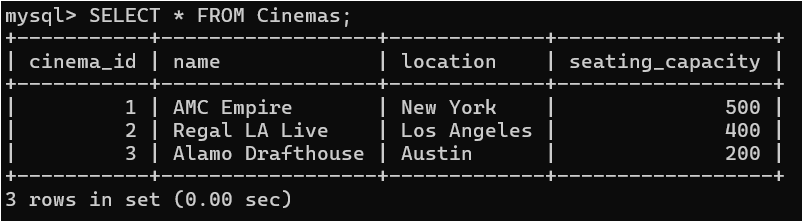 mysql> SELECT * FROM Cinemas;
+-----------+------------------+-------------+------------------+
| cinema_id | name             | location    | seating_capacity |
+-----------+------------------+-------------+------------------+
|         1 | AMC Empire       | New York    |              500 |
|         2 | Regal LA Live    | Los Angeles |              400 |
|         3 | Alamo Drafthouse | Austin      |              200 |
+-----------+------------------+-------------+------------------+
3 rows in set (0.00 sec)